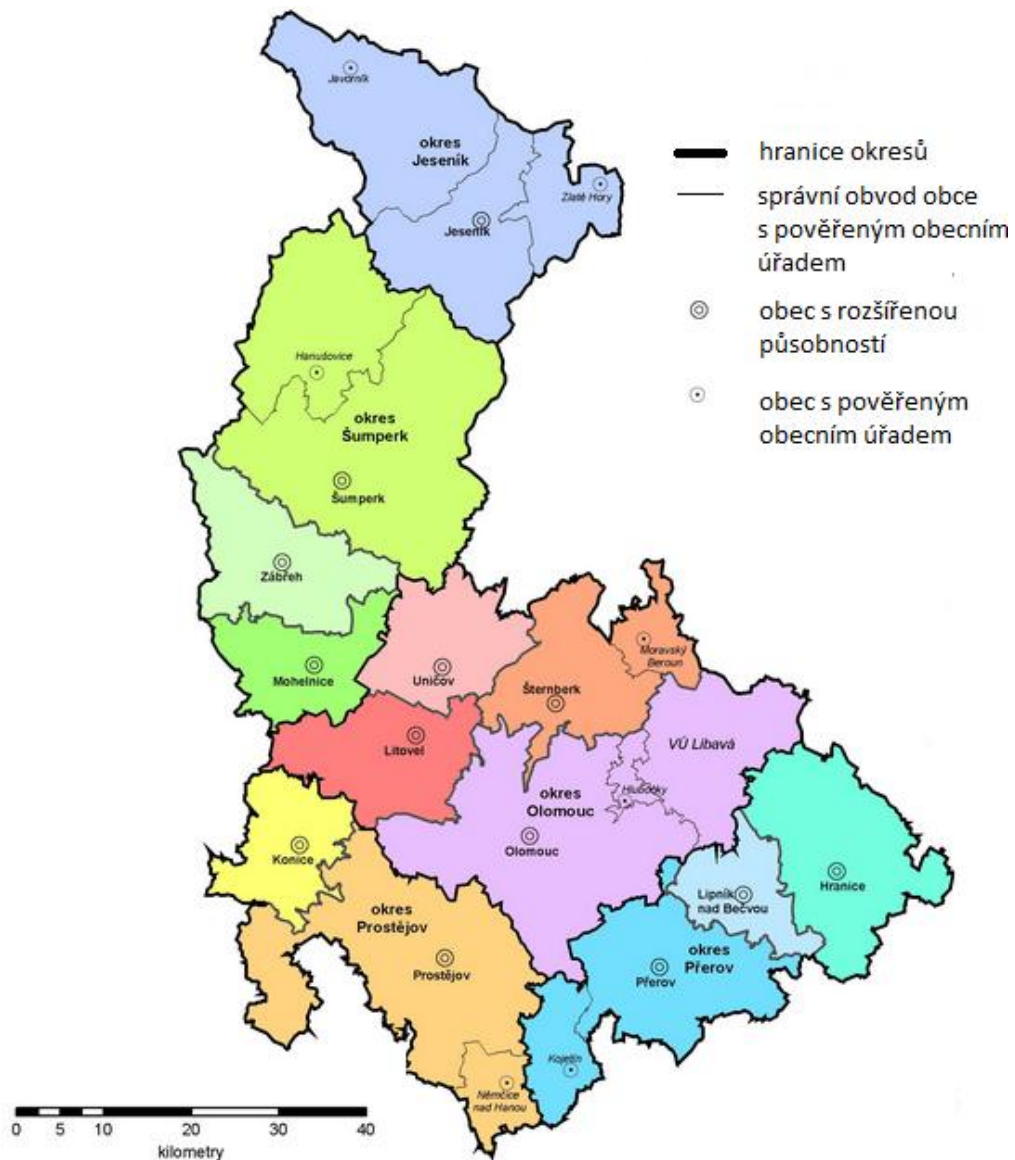 Javorník
okres
Jeseník
Zlaté Hory
Jeseník
hranice okresů
správní obvod obce
s pověřeným obecním
úřadem
obec s rozšířenou
působností
obec s pověřeným
obecním úřadem
Hanušovice
okres
Šumperk
Šumperk
Zábřeh
Mohelnice
Uničov
Moravský
Beroun
Šternberk
Litovel
VÚ Libavá
Hlubočky
okres
Olomouc
Olomouc
Konice
Lipník
nad Bečvou
Hranice
okres
Prostějov
Prostějov
okres
Přerov
Přerov
Kojetín
Němčice
nad Hanou
0 5 10 20 30 40
kilometry